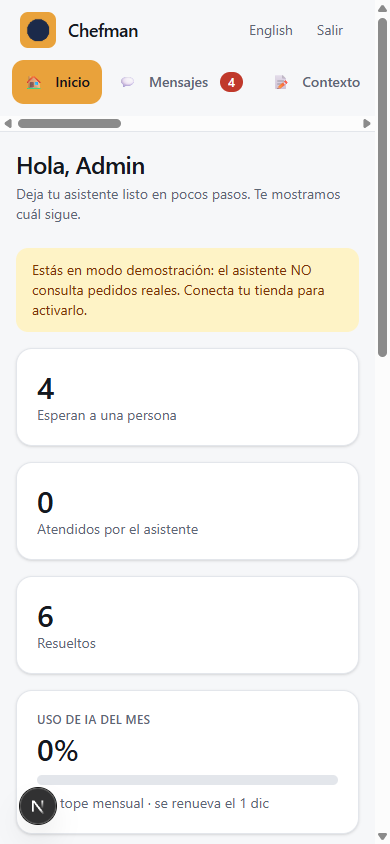 Chefman
English
Salir
Inicio
Mensajes
4
Contexto
Hola, Admin
Deja tu asistente listo en pocos pasos. Te mostramos
cuál sigue.
Estás en modo demostración: el asistente NO
consulta pedidos reales. Conecta tu tienda para
activarlo.
4
Esperan a una persona
0
Atendidos por el asistente
6
Resueltos
USO DE IA DEL MES
0%
tope mensual · se renueva el 1 dic
N